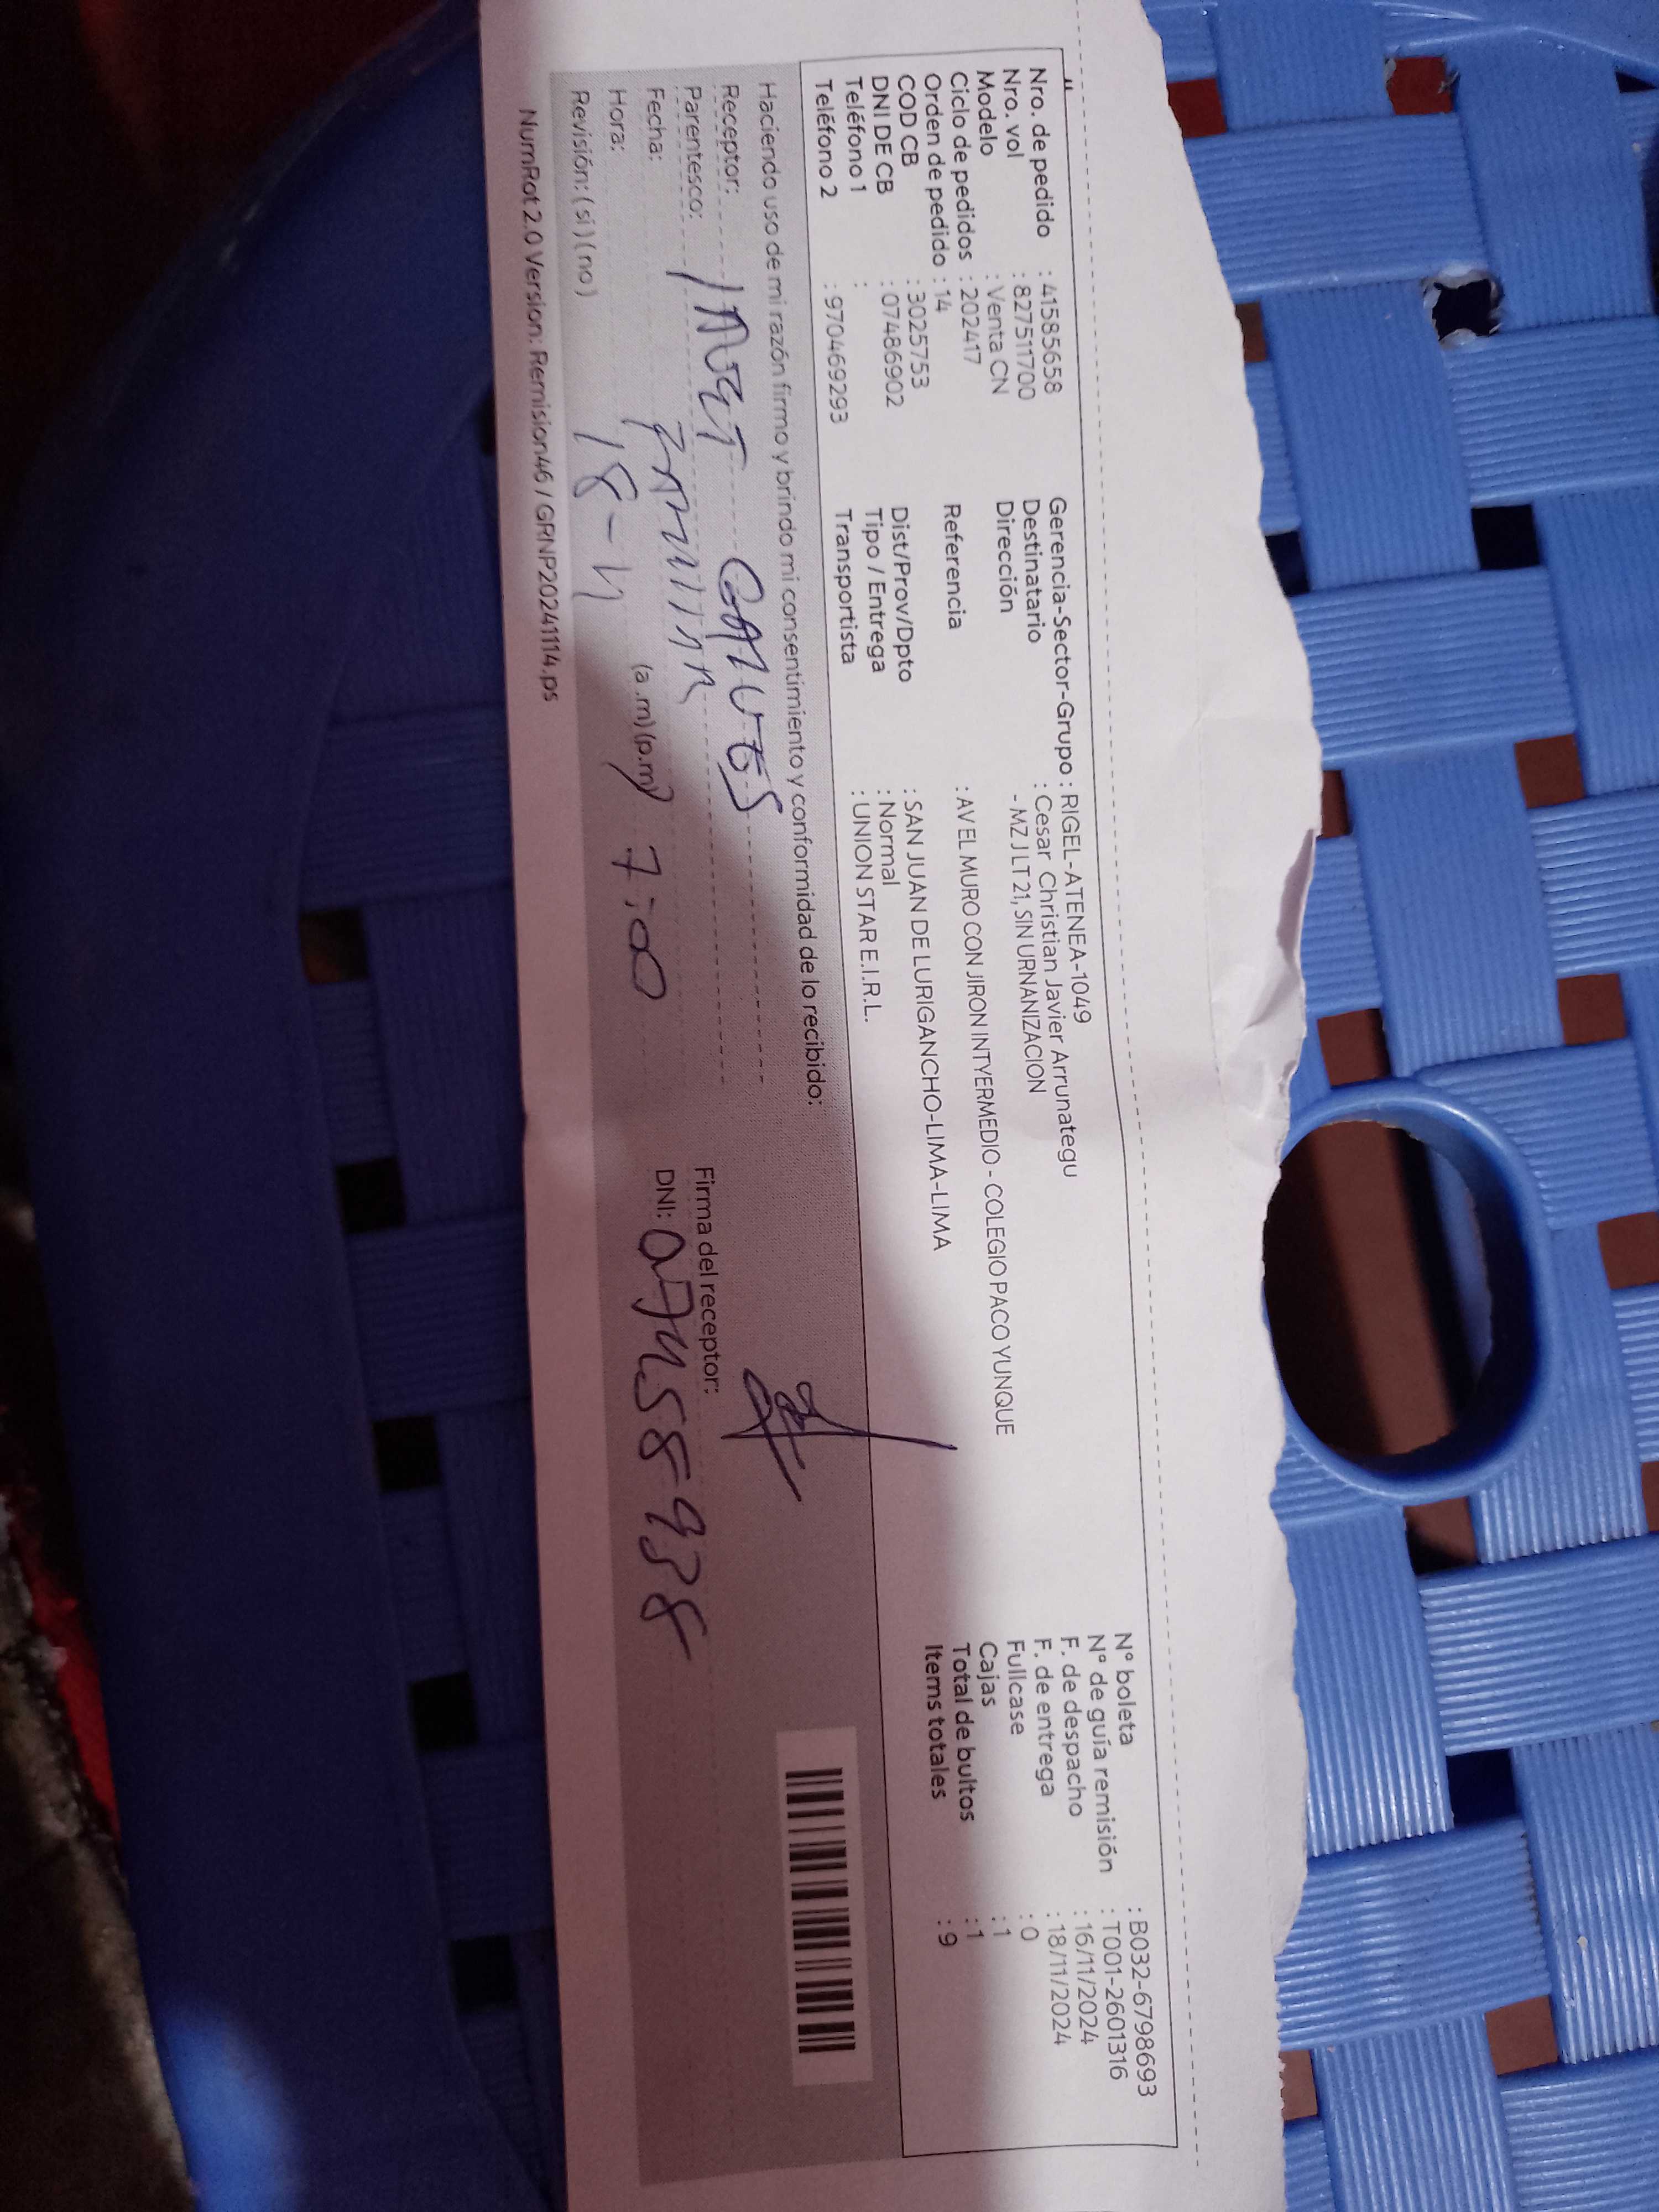 Nro. de pedido : 41585658
Nro. vol : 827511700
Modelo : Venta CN
Ciclo de pedidos : 202417
Orden de pedido : 14
COD CB : 3025753
DNI DE CB : 07486902
Teléfono 1 :
Teléfono 2 : 970469293
Gerencia-Sector-Grupo : RIGEL-ATENEA-1049
Destinatario : Cesar Christian Javier Arrunategu
Dirección - MZ J LT 21, SIN URNANIZACION
Referencia : AV EL MURO CON JIRON INTYERMEDIO - COLEGIO PACO YUNQUE
Dist/Prov/Dpto : SAN JUAN DE LURIGANCHO-LIMA-LIMA
Tipo / Entrega : Normal
Transportista : UNION STAR E.I.R.L.
N° boleta : B032-6798693
N° de guía remisión : T001-2601316
F. de despacho : 16/11/2024
F. de entrega : 18/11/2024
Fullcase : 0
Cajas : 1
Total de bultos : 1
Items totales : 9
Haciendo uso de mi razón firmo y brindo mi consentimiento y conformidad de lo recibido:
Receptor:
Parentesco:
Fecha: 18-11
Hora: (a.m) (p.m) 7:00
Revisión: (si) (no)
Firma del receptor:
DNI: 07458938
NumRot 2.0 Version: Remision46 / GRNP20241114.ps